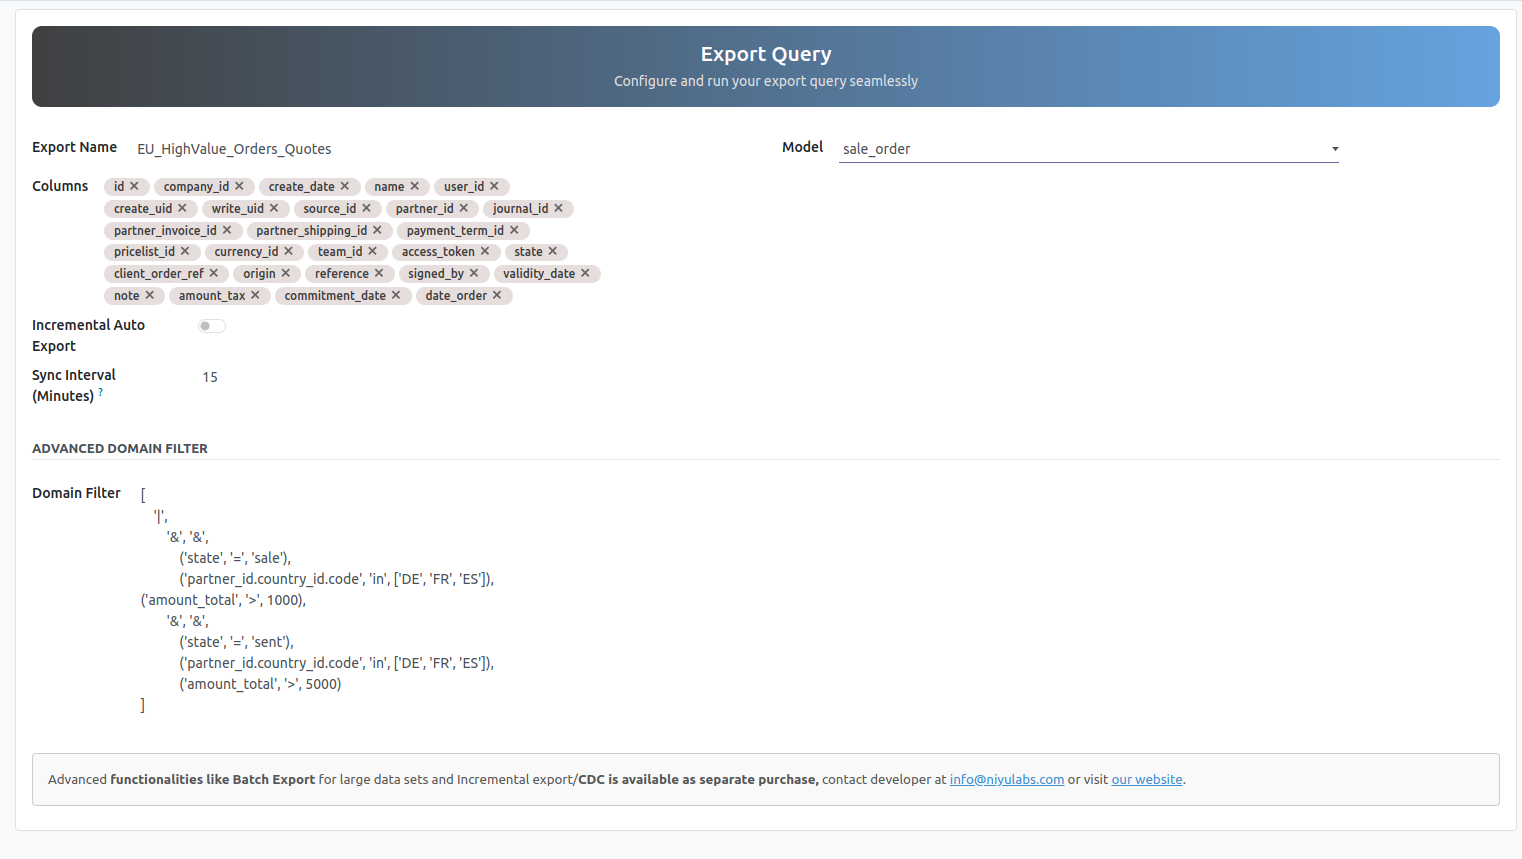 Export Query
Configure and run your export query seamlessly
Export Name EU_HighValue_Orders_Quotes Model sale_order
Columns id ✕ company_id ✕ create_date ✕ name ✕ user_id ✕
create_uid ✕ write_uid ✕ source_id ✕ partner_id ✕ journal_id ✕
partner_invoice_id ✕ partner_shipping_id ✕ payment_term_id ✕
pricelist_id ✕ currency_id ✕ team_id ✕ access_token ✕ state ✕
client_order_ref ✕ origin ✕ reference ✕ signed_by ✕ validity_date ✕
note ✕ amount_tax ✕ commitment_date ✕ date_order ✕
Incremental Auto
Export
Sync Interval 15
(Minutes) ?
ADVANCED DOMAIN FILTER
Domain Filter [
'|',
'&', '&',
('state', '=', 'sale'),
('partner_id.country_id.code', 'in', ['DE', 'FR', 'ES']),
('amount_total', '>', 1000),
'&', '&',
('state', '=', 'sent'),
('partner_id.country_id.code', 'in', ['DE', 'FR', 'ES']),
('amount_total', '>', 5000)
]
Advanced functionalities like Batch Export for large data sets and Incremental export/CDC is available as separate purchase, contact developer at info@niyulabs.com or visit our website.